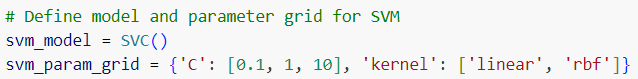 # Define model and parameter grid for SVM
svm_model = SVC()
svm_param_grid = {'C': [0.1, 1, 10], 'kernel': ['linear', 'rbf']}